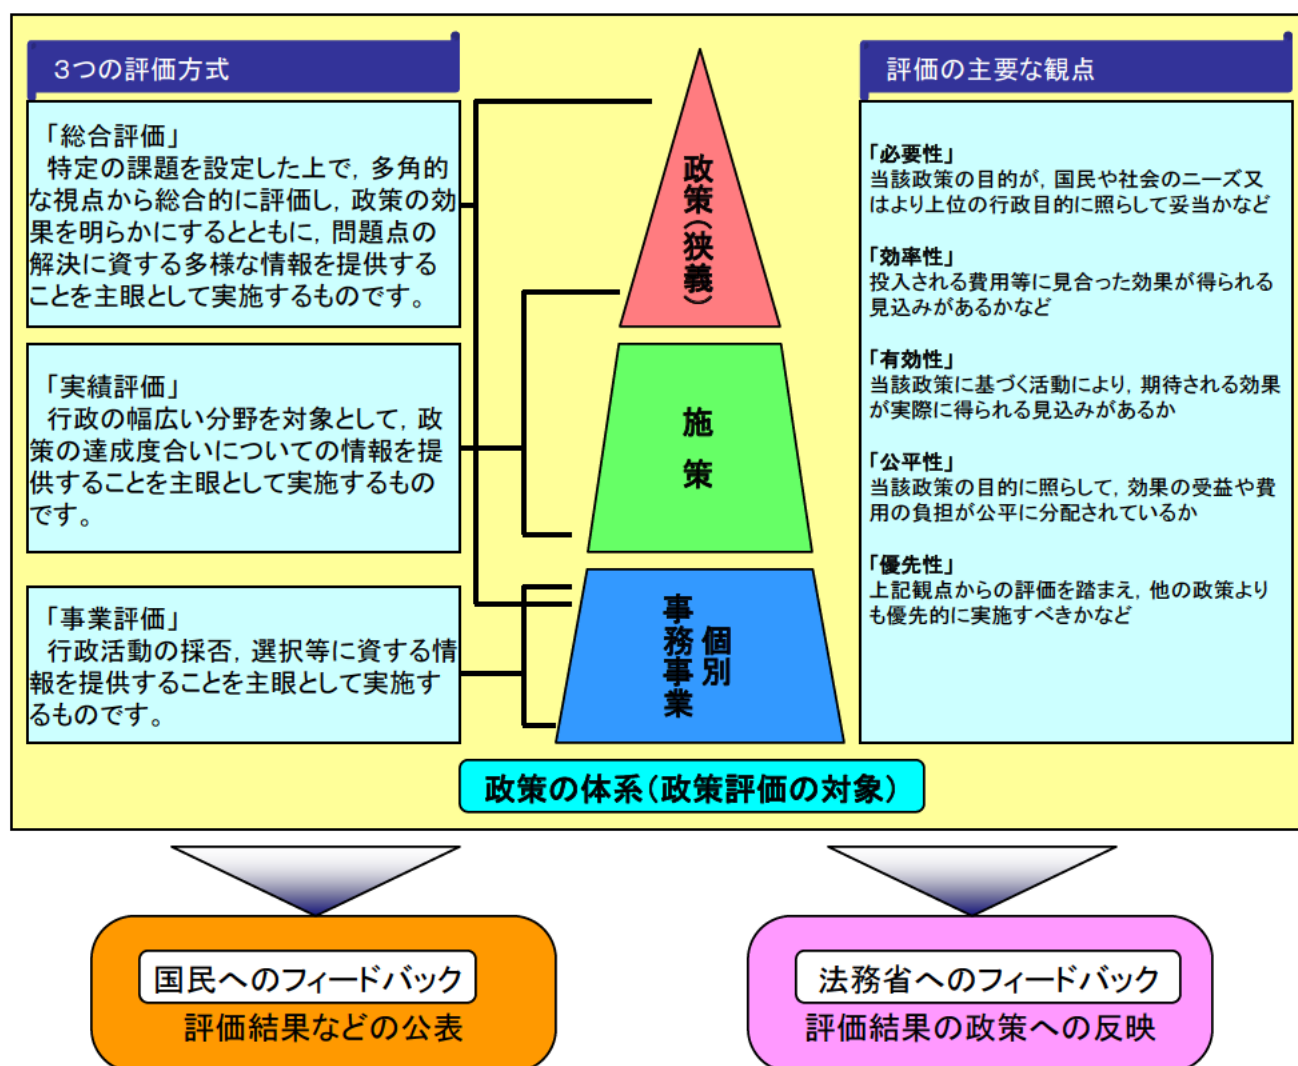 3つの評価方式
「総合評価」
特定の課題を設定した上で，多角的
な視点から総合的に評価し，政策の効
果を明らかにするとともに，問題点の
解決に資する多様な情報を提供する
ことを主眼として実施するものです。
「実績評価」
行政の幅広い分野を対象として，政
策の達成度合いについての情報を提
供することを主眼として実施するもの
です。
「事業評価」
行政活動の採否，選択等に資する情
報を提供することを主眼として実施す
るものです。
政策（狭義）
施策
個別
事務事業
政策の体系（政策評価の対象）
評価の主要な観点
「必要性」
当該政策の目的が，国民や社会のニーズ又
はより上位の行政目的に照らして妥当かなど
「効率性」
投入される費用等に見合った効果が得られる
見込みがあるかなど
「有効性」
当該政策に基づく活動により，期待される効果
が実際に得られる見込みがあるか
「公平性」
当該政策の目的に照らして，効果の受益や費
用の負担が公平に分配されているか
「優先性」
上記観点からの評価を踏まえ，他の政策より
も優先的に実施すべきかなど
国民へのフィードバック
評価結果などの公表
法務省へのフィードバック
評価結果の政策への反映